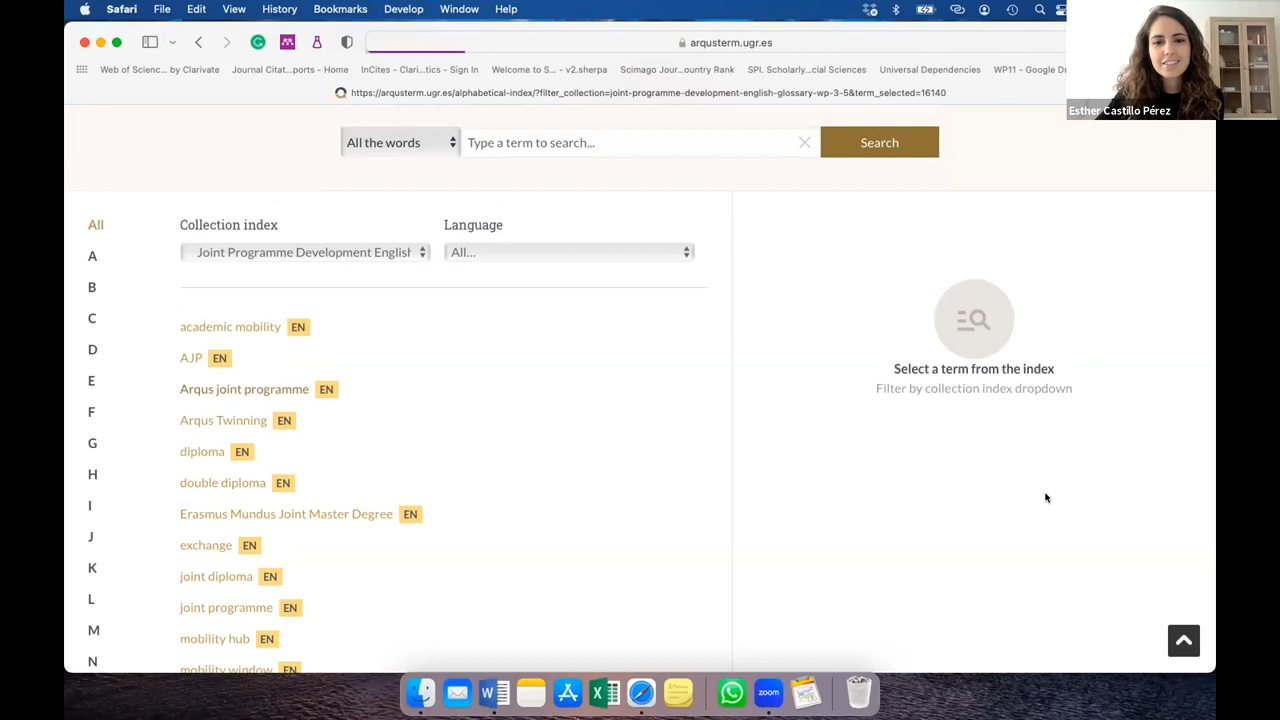 Safari File Edit View History Bookmarks Develop Window Help
arqusterm.ugr.es
Web of Scienc... by Clarivate Journal Citat...ports - Home InCites - Clari...tics - Sign In Welcome to S... - v2.sherpa Scimago Jour...ountry Rank SPI. Scholarly...cial Sciences Universal Dependencies WP11 - Google Dr
https://arqusterm.ugr.es/alphabetical-index/?filter_collection=joint-programme-development-english-glossary-wp-3-5&term_selected=16140
Esther Castillo Pérez
All the words Type a term to search... Search
All
A
B
C
D
E
F
G
H
I
J
K
L
M
N
Collection index Language
Joint Programme Development English All...
academic mobility EN
AJP EN
Arqus joint programme EN
Arqus Twinning EN
diploma EN
double diploma EN
Erasmus Mundus Joint Master Degree EN
exchange EN
joint diploma EN
joint programme EN
mobility hub EN
mobility window EN
Select a term from the index
Filter by collection index dropdown
zoom